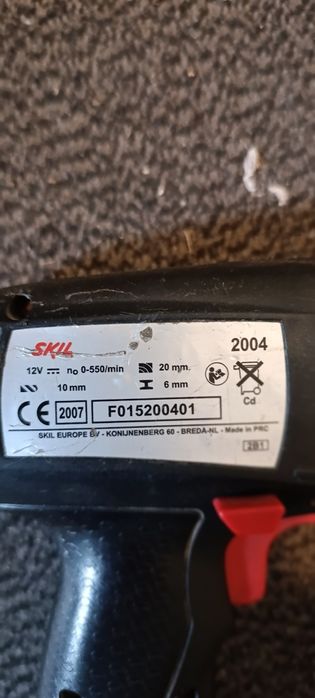 SKIL 2004
12V n₀ 0-550/min 20 mm
10 mm 6 mm
Cd
CE 2007 F015200401
SKIL EUROPE BV - KONIJNENBERG 60 - BREDA-NL - Made in PRC
2B1